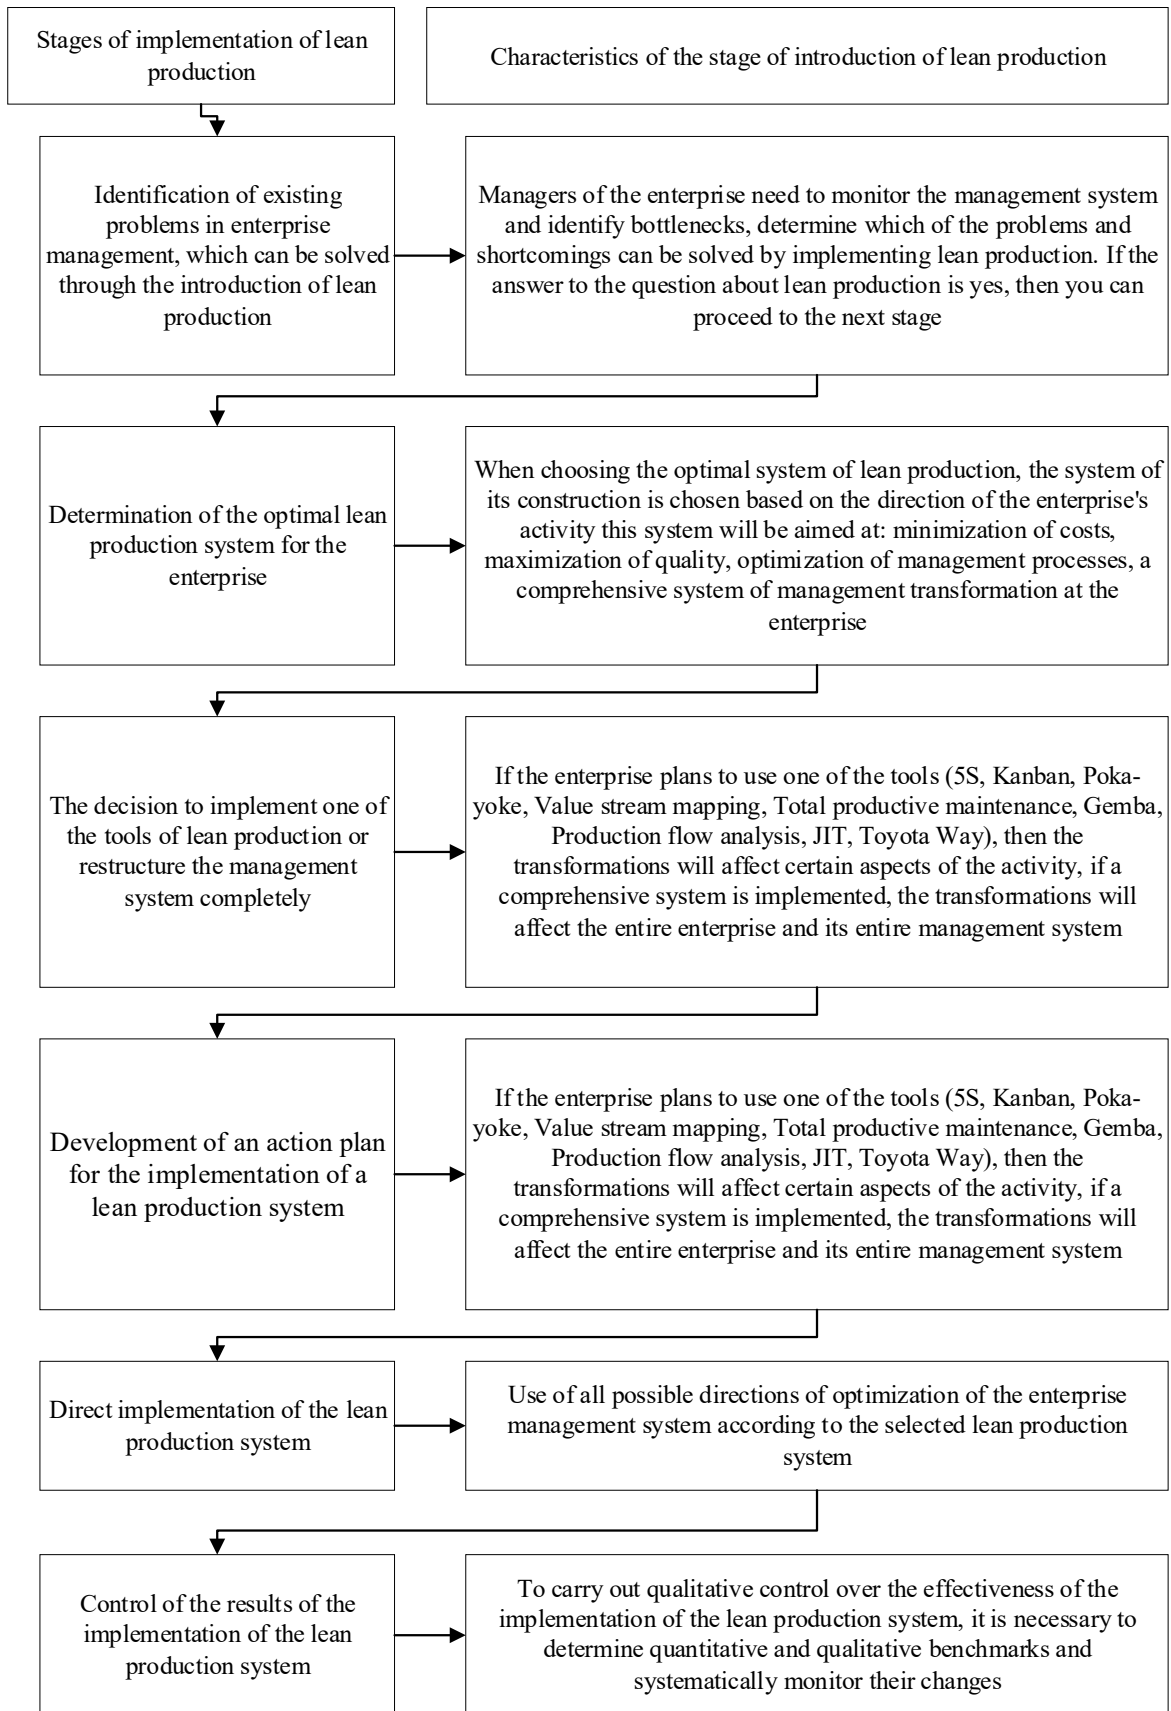 Stages of implementation of lean
production
Characteristics of the stage of introduction of lean production
Identification of existing
problems in enterprise
management, which can be solved
through the introduction of lean
production
Managers of the enterprise need to monitor the management system
and identify bottlenecks, determine which of the problems and
shortcomings can be solved by implementing lean production. If the
answer to the question about lean production is yes, then you can
proceed to the next stage
Determination of the optimal lean
production system for the
enterprise
When choosing the optimal system of lean production, the system of
its construction is chosen based on the direction of the enterprise's
activity this system will be aimed at: minimization of costs,
maximization of quality, optimization of management processes, a
comprehensive system of management transformation at the
enterprise
The decision to implement one of
the tools of lean production or
restructure the management
system completely
If the enterprise plans to use one of the tools (5S, Kanban, Poka-
yoke, Value stream mapping, Total productive maintenance, Gemba,
Production flow analysis, JIT, Toyota Way), then the
transformations will affect certain aspects of the activity, if a
comprehensive system is implemented, the transformations will
affect the entire enterprise and its entire management system
Development of an action plan
for the implementation of a
lean production system
If the enterprise plans to use one of the tools (5S, Kanban, Poka-
yoke, Value stream mapping, Total productive maintenance, Gemba,
Production flow analysis, JIT, Toyota Way), then the
transformations will affect certain aspects of the activity, if a
comprehensive system is implemented, the transformations will
affect the entire enterprise and its entire management system
Direct implementation of the lean
production system
Use of all possible directions of optimization of the enterprise
management system according to the selected lean production
system
Control of the results of the
implementation of the lean
production system
To carry out qualitative control over the effectiveness of the
implementation of the lean production system, it is necessary to
determine quantitative and qualitative benchmarks and
systematically monitor their changes